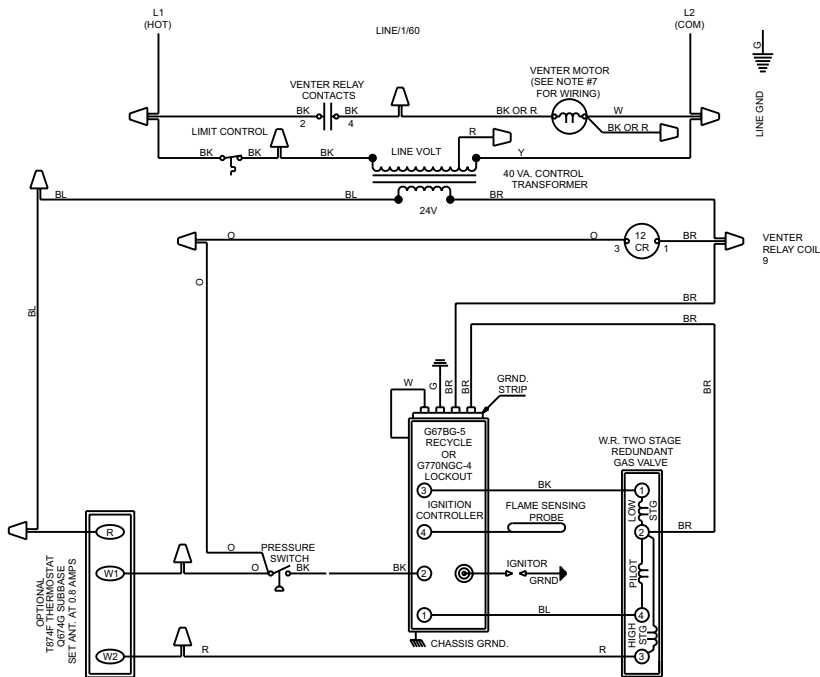 L1
(HOT)
LINE/1/60
L2
(COM)
G
LINE GND
VENTER RELAY
CONTACTS
VENTER MOTOR
(SEE NOTE #7
FOR WIRING)
BK
2
BK
4
BK OR R
W
BK OR R
LIMIT CONTROL
BK
BK
BK
LINE VOLT
R
Y
40 VA. CONTROL
TRANSFORMER
BL
BL
24V
BR
O
O
3
12
CR
1
BR
VENTER
RELAY COIL
9
O
BL
BR
BR
BR
W
G
BR
BR
GRND.
STRIP
G67BG-5
RECYCLE
OR
G770NGC-4
LOCKOUT
IGNITION
CONTROLLER
3
4
2
1
BK
FLAME SENSING
PROBE
IGNITOR
GRND
BL
CHASSIS GRND.
W.R. TWO STAGE
REDUNDANT
GAS VALVE
1
LOW
STG
2
BR
PILOT
4
HIGH
STG
3
OPTIONAL
T874F THERMOSTAT
Q674G SUBBASE
SET ANT. AT 0.8 AMPS
R
W1
W2
O
O
PRESSURE
SWITCH
BK
BK
R
R